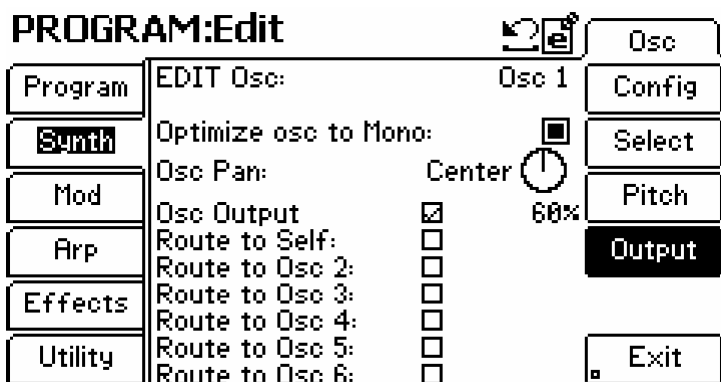 PROGRAM:Edit
Osc
Program
EDIT Osc: Osc 1
Config
Synth
Optimize osc to Mono:
Select
Mod
Osc Pan: Center
Pitch
Osc Output 60%
Arp
Route to Self:
Output
Route to Osc 2:
Effects
Route to Osc 3:
Route to Osc 4:
Utility
Route to Osc 5:
Exit
Route to Osc 6: